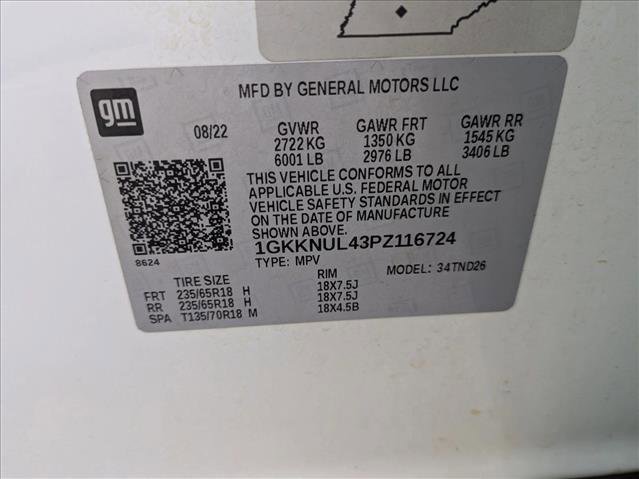 gm
MFD BY GENERAL MOTORS LLC
08/22 GVWR GAWR FRT GAWR RR
2722 KG 1350 KG 1545 KG
6001 LB 2976 LB 3406 LB
THIS VEHICLE CONFORMS TO ALL
APPLICABLE U.S. FEDERAL MOTOR
VEHICLE SAFETY STANDARDS IN EFFECT
ON THE DATE OF MANUFACTURE
SHOWN ABOVE.
1GKKNUL43PZ116724
8624
TYPE: MPV MODEL: 34TND26
TIRE SIZE RIM
FRT 235/65R18 H 18X7.5J
RR 235/65R18 H 18X7.5J
SPA T135/70R18 M 18X4.5B